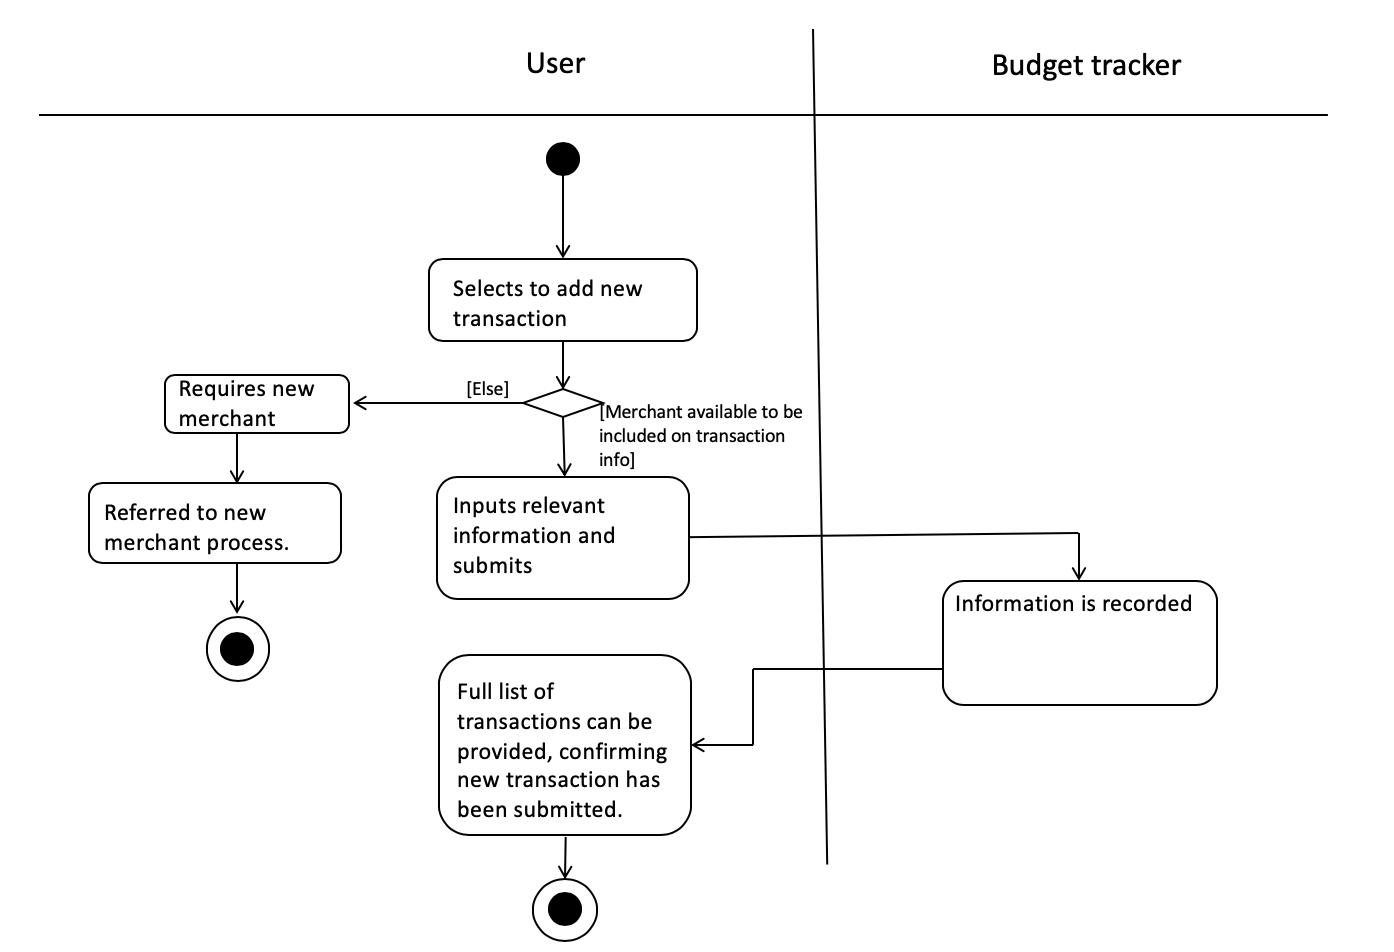 User
Budget tracker
Selects to add new
transaction
[Else]
Requires new
merchant
[Merchant available to be
included on transaction
info]
Referred to new
merchant process.
Inputs relevant
information and
submits
Information is recorded
Full list of
transactions can be
provided, confirming
new transaction has
been submitted.